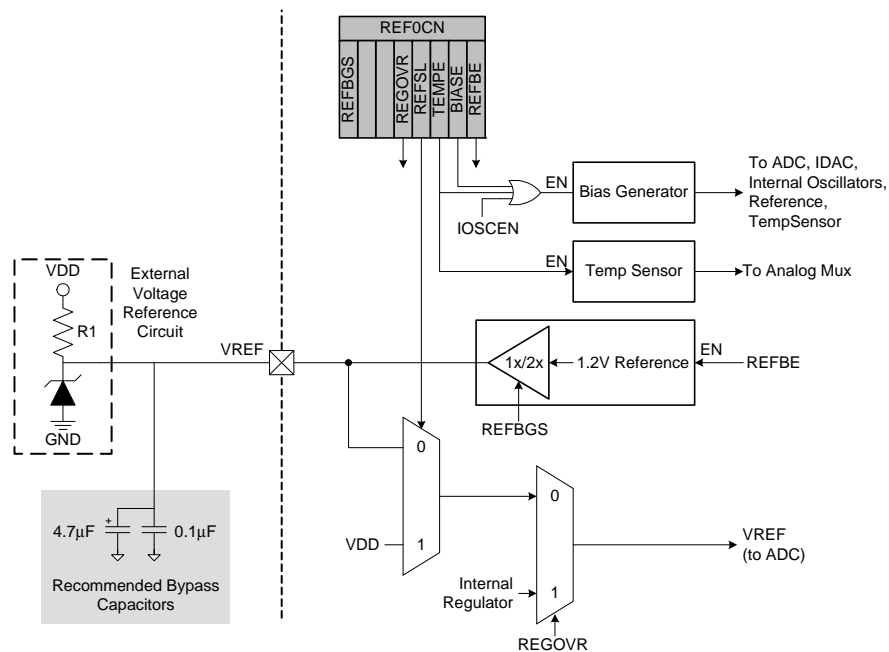 REF0CN
REFBGS
REGOVR
REFSL
TEMPE
BIASE
REFBE
EN
Bias Generator
To ADC, IDAC,
Internal Oscillators,
Reference,
TempSensor
IOSCEN
EN
Temp Sensor
To Analog Mux
VDD
R1
GND
External
Voltage
Reference
Circuit
VREF
1x/2x
1.2V Reference
EN
REFBE
REFBGS
0
VDD
1
0
Internal
Regulator
1
REGOVR
VREF
(to ADC)
+
4.7µF
0.1µF
Recommended Bypass
Capacitors